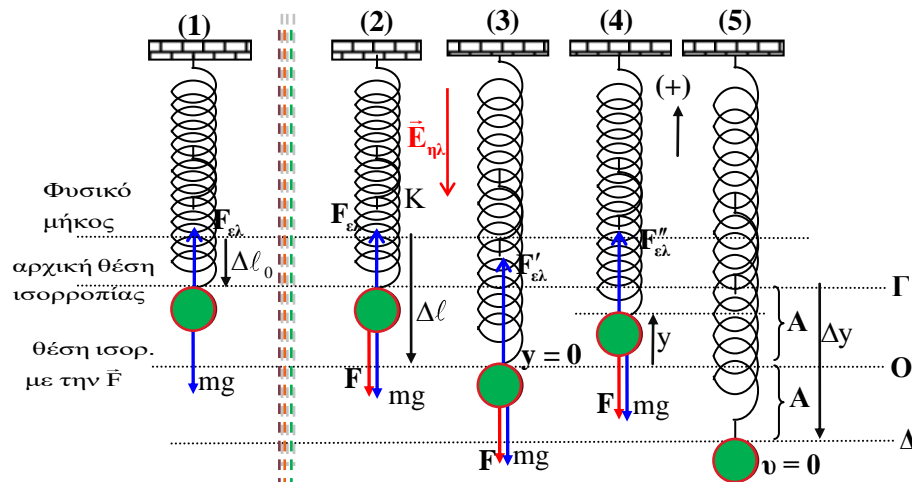 (1) (2) (3) (4) (5)
(+)
E⃗ηλ
Φυσικό
μήκος
K
Fελ
Fελ
F′ελ
F″ελ
αρχική θέση
ισορροπίας
Δℓ₀
Δℓ
Γ
A
Δy
y
θέση ισορ.
με την F⃗
y = 0
O
mg
F
mg
F
mg
A
F
mg
Δ
υ = 0